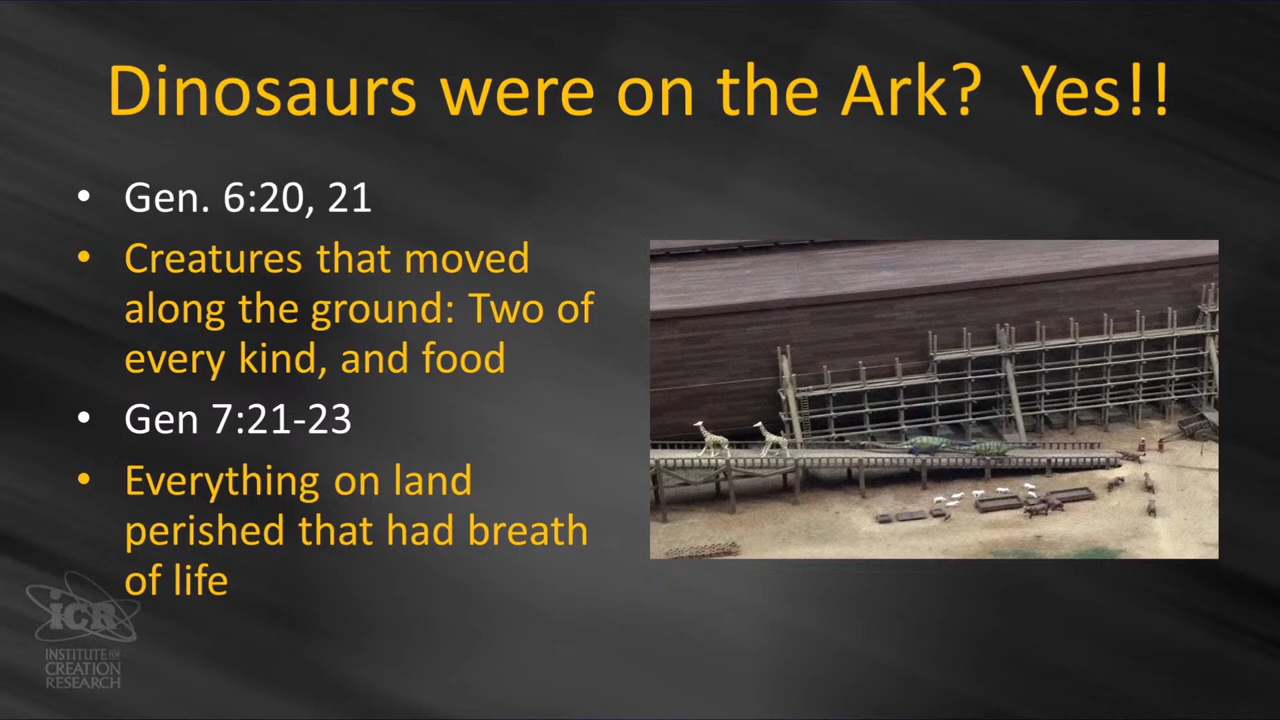 Dinosaurs were on the Ark? Yes!!
• Gen. 6:20, 21
• Creatures that moved
along the ground: Two of
every kind, and food
• Gen 7:21-23
• Everything on land
perished that had breath
of life
iCR
INSTITUTE FOR
CREATION
RESEARCH